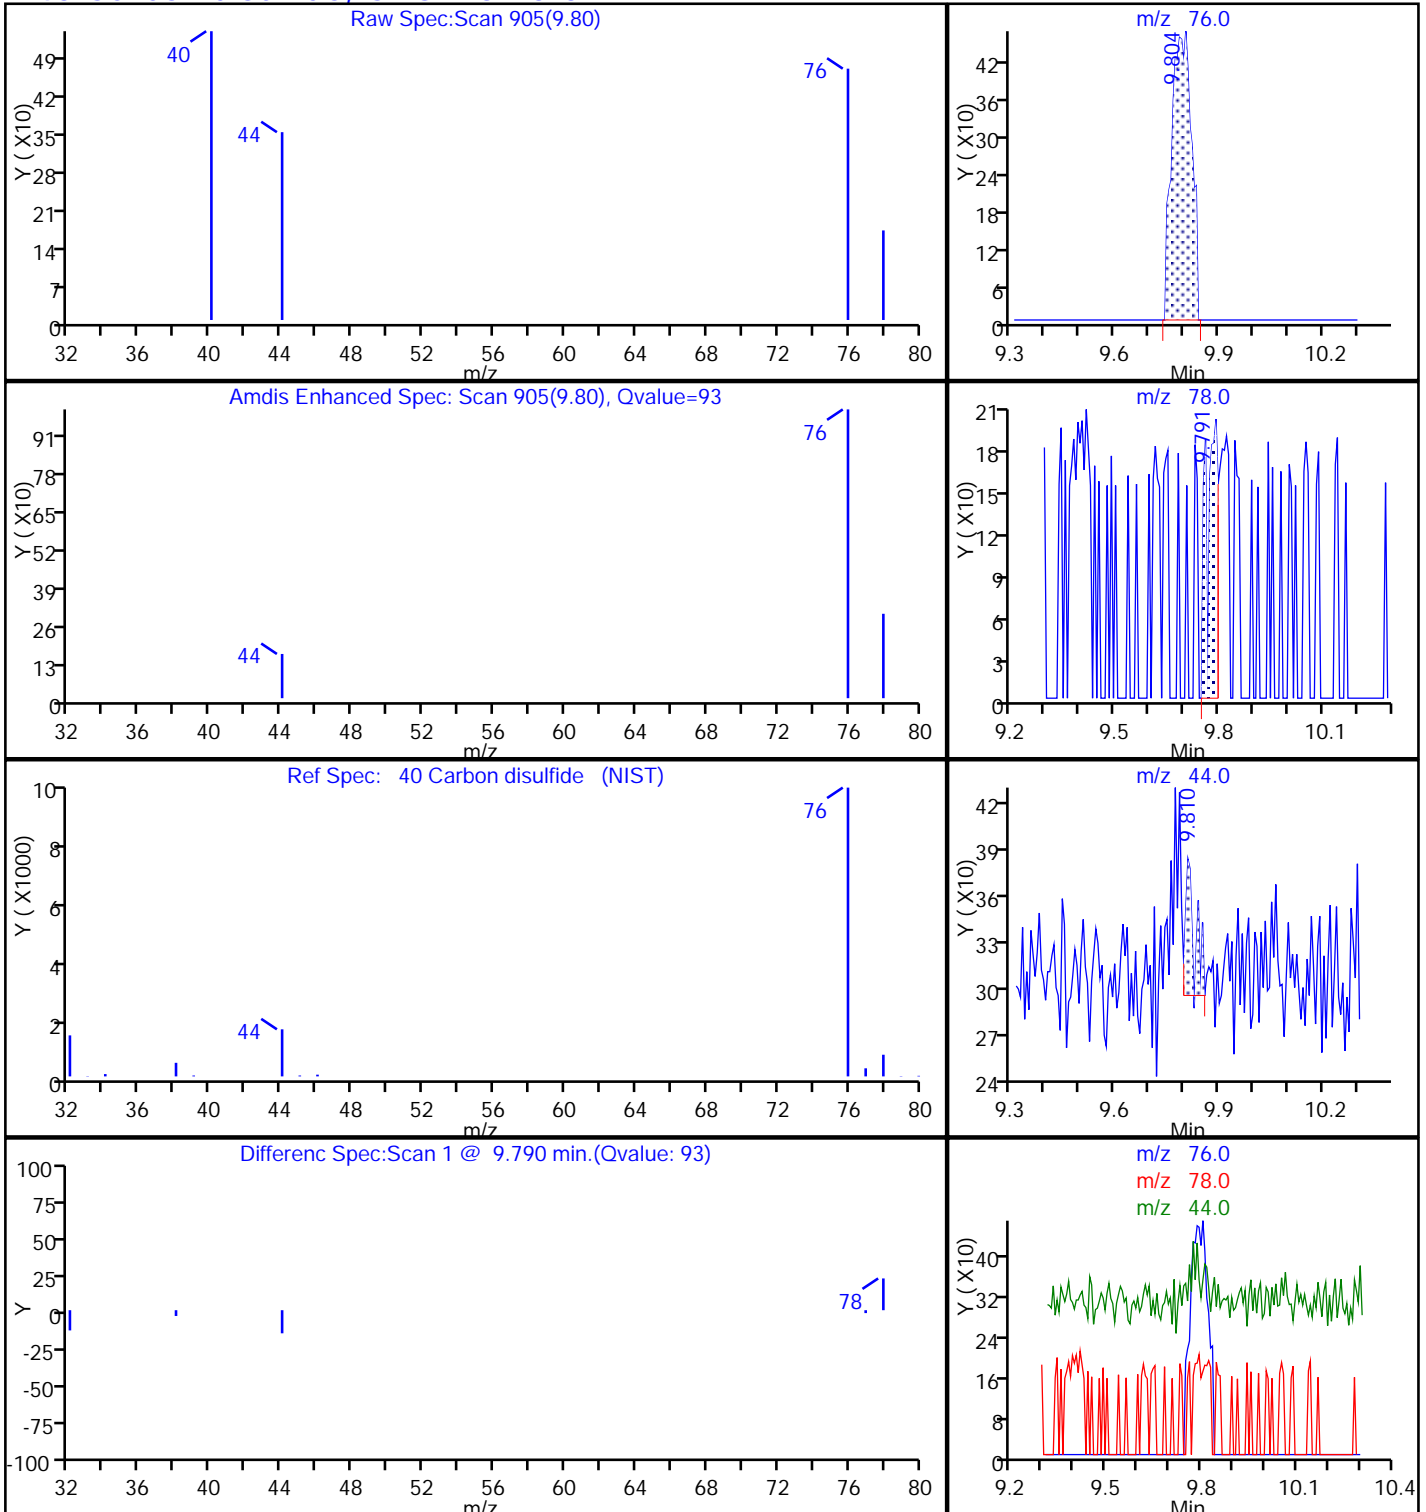 Raw Spec:Scan 905(9.80)
Y ( X10)
49
42
35
28
21
14
7
0
40
44
76
32 36 40 44 48 52 56 60 64 68 72 76 80
m/z
m/z 76.0
Y ( X10)
42
36
30
24
18
12
6
0
9.804
9.3 9.6 9.9 10.2
Min
Amdis Enhanced Spec: Scan 905(9.80), Qvalue=93
Y ( X10)
91
78
65
52
39
26
13
0
44
76
32 36 40 44 48 52 56 60 64 68 72 76 80
m/z
m/z 78.0
Y ( X10)
21
18
15
12
9
6
3
0
9.791
9.2 9.5 9.8 10.1
Min
Ref Spec: 40 Carbon disulfide (NIST)
Y ( X1000)
10
8
6
4
2
0
44
76
32 36 40 44 48 52 56 60 64 68 72 76 80
m/z
m/z 44.0
Y ( X10)
42
39
36
33
30
27
24
9.810
9.3 9.6 9.9 10.2
Min
Differenc Spec:Scan 1 @ 9.790 min.(Qvalue: 93)
Y
100
75
50
25
0
-25
-50
-75
-100
78
32 36 40 44 48 52 56 60 64 68 72 76 80
m/z
m/z 76.0
m/z 78.0
m/z 44.0
Y ( X10)
40
32
24
16
8
0
9.2 9.5 9.8 10.1 10.4
Min